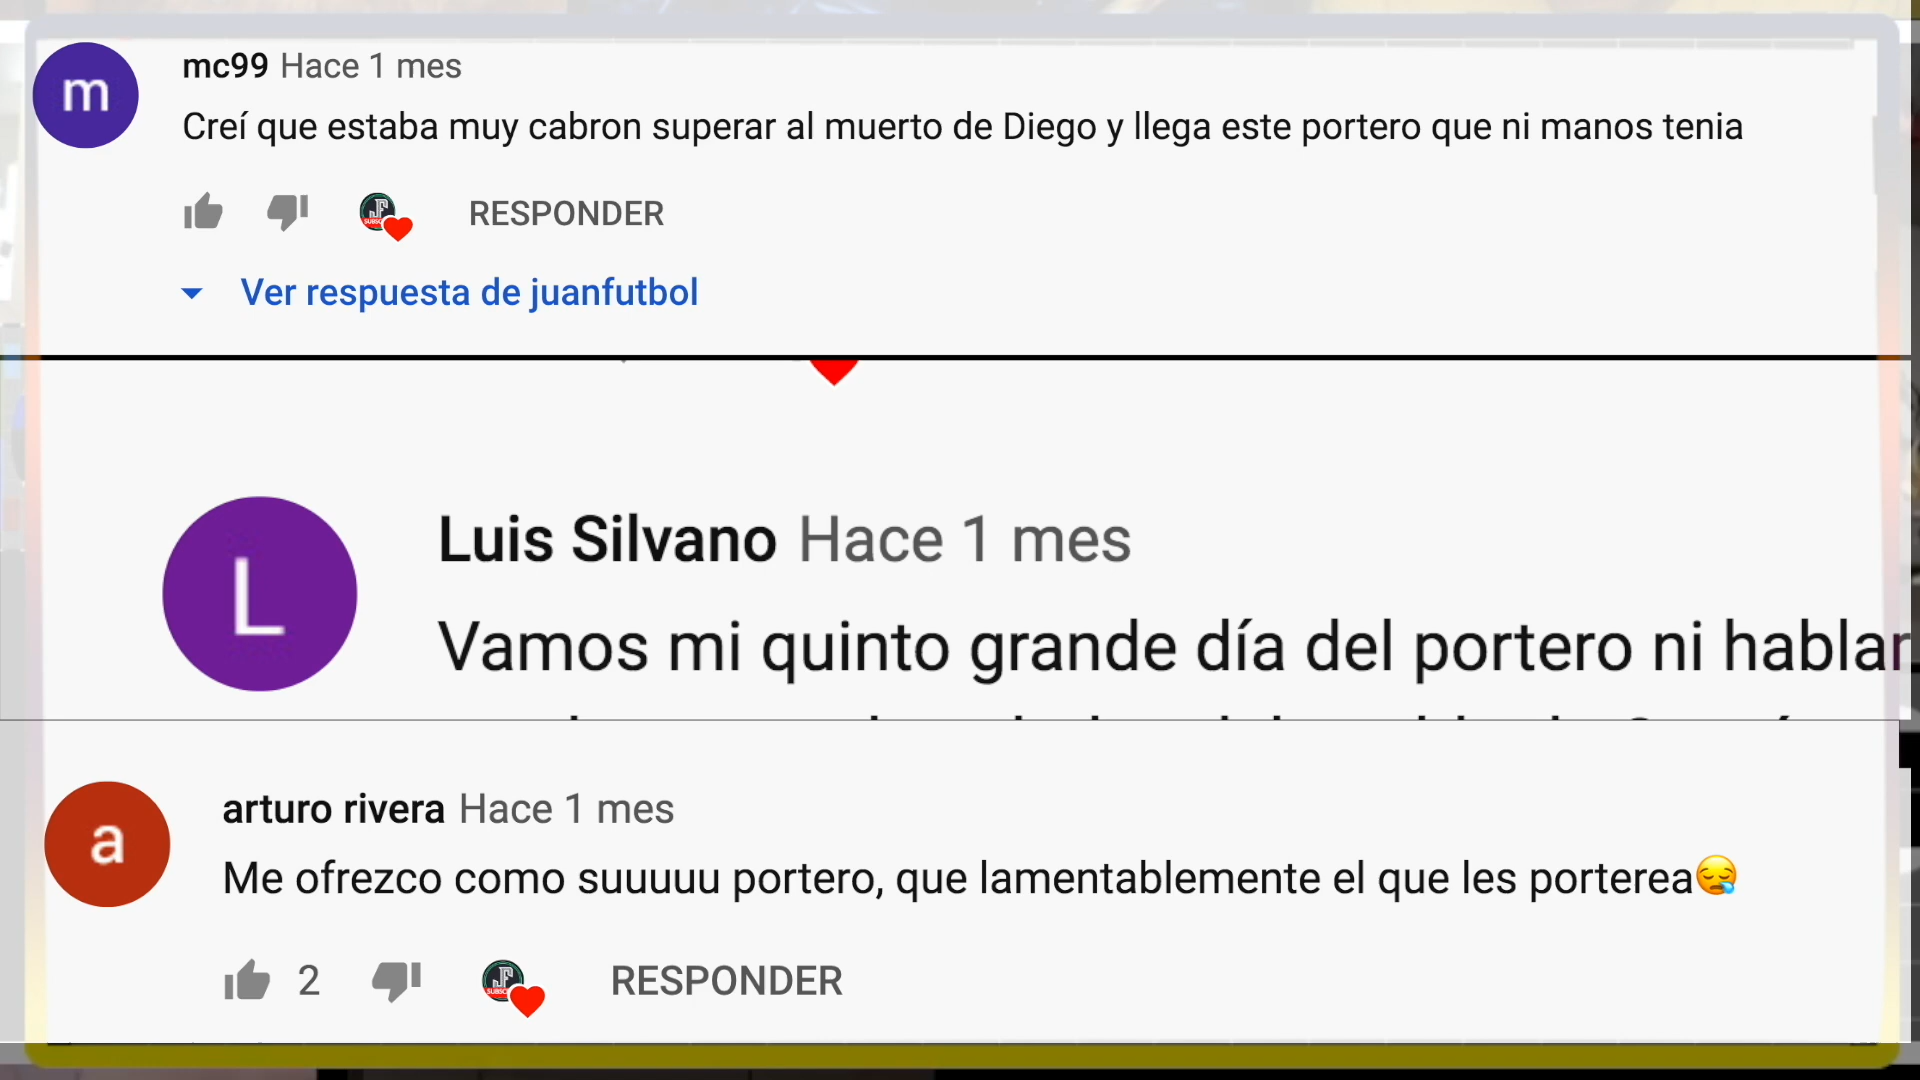 m
mc99 Hace 1 mes
Creí que estaba muy cabron superar al muerto de Diego y llega este portero que ni manos tenia
JF
RESPONDER
Ver respuesta de juanfutbol
L
Luis Silvano Hace 1 mes
Vamos mi quinto grande día del portero ni hablar
a
arturo rivera Hace 1 mes
Me ofrezco como suuuuu portero, que lamentablemente el que les porterea😪
2
JF
RESPONDER